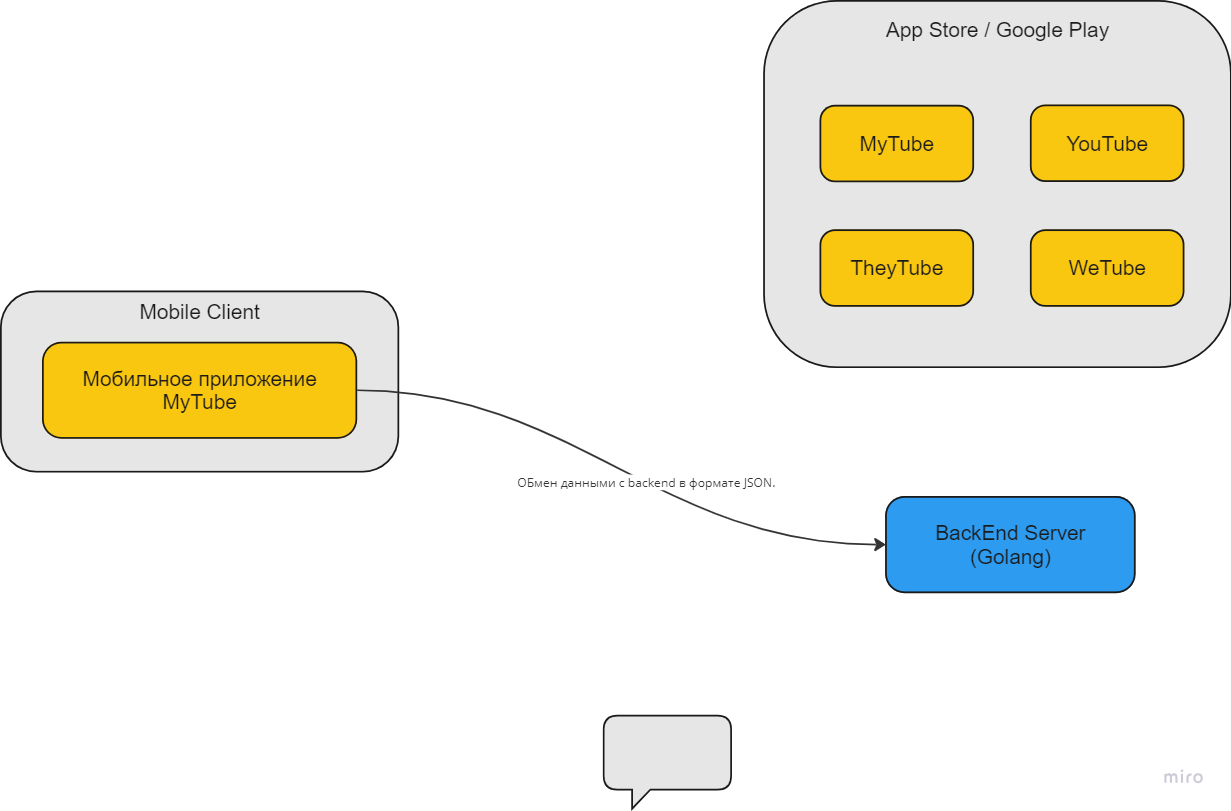 App Store / Google Play
MyTube
YouTube
TheyTube
WeTube
Mobile Client
Мобильное приложение
MyTube
ОБмен данными с backend в формате JSON.
BackEnd Server
(Golang)
miro